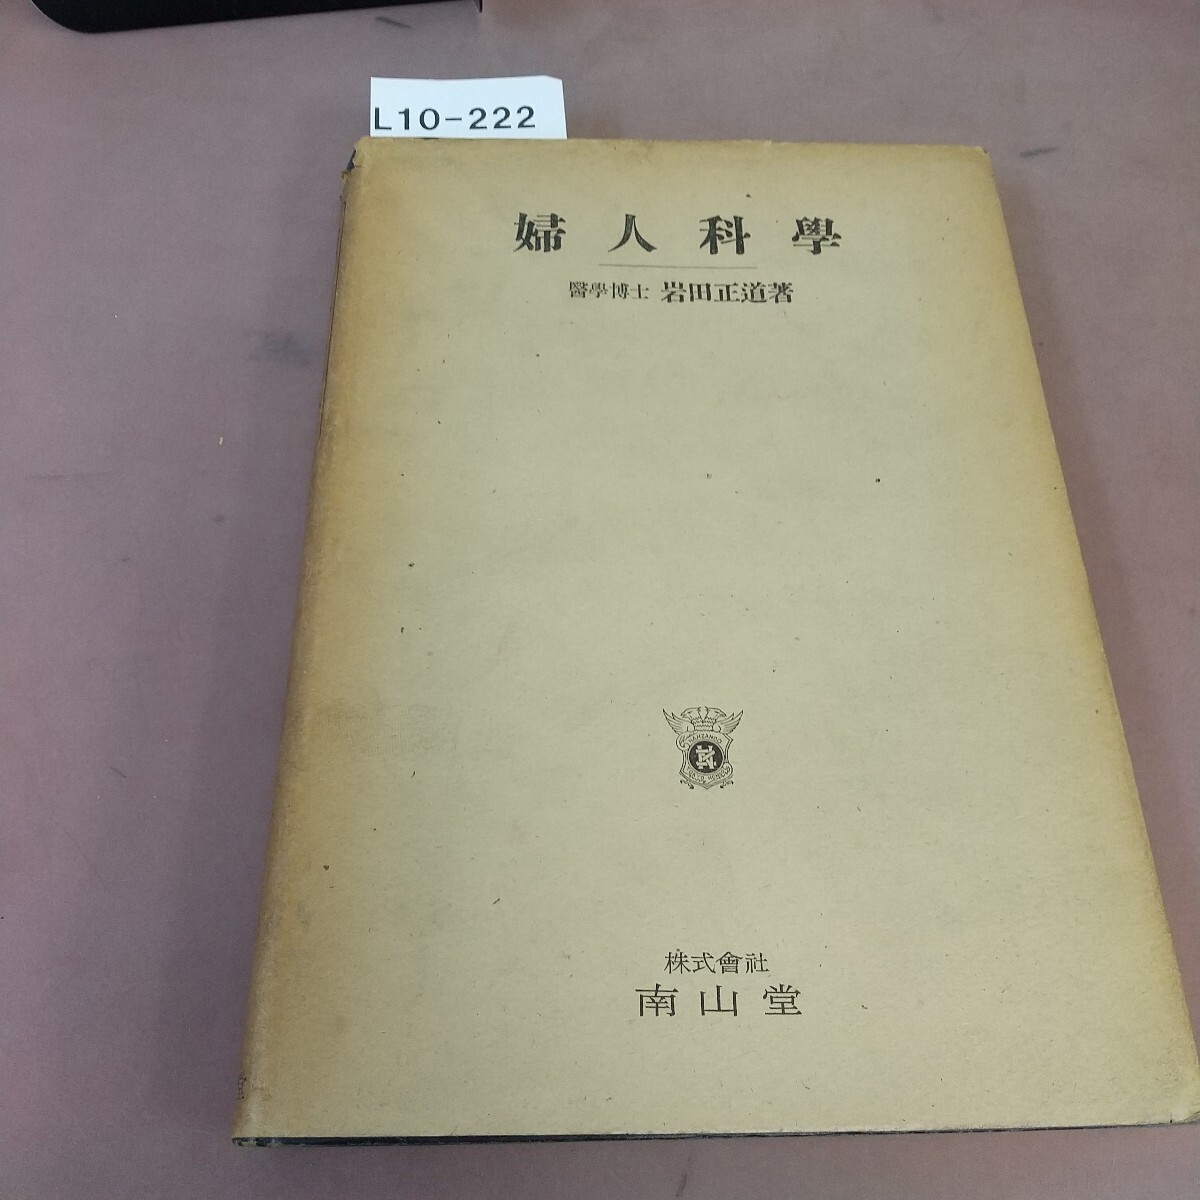 L10-222
婦人科學
醫學博士 岩田正道著
NANZANDO
株式會社
南山堂